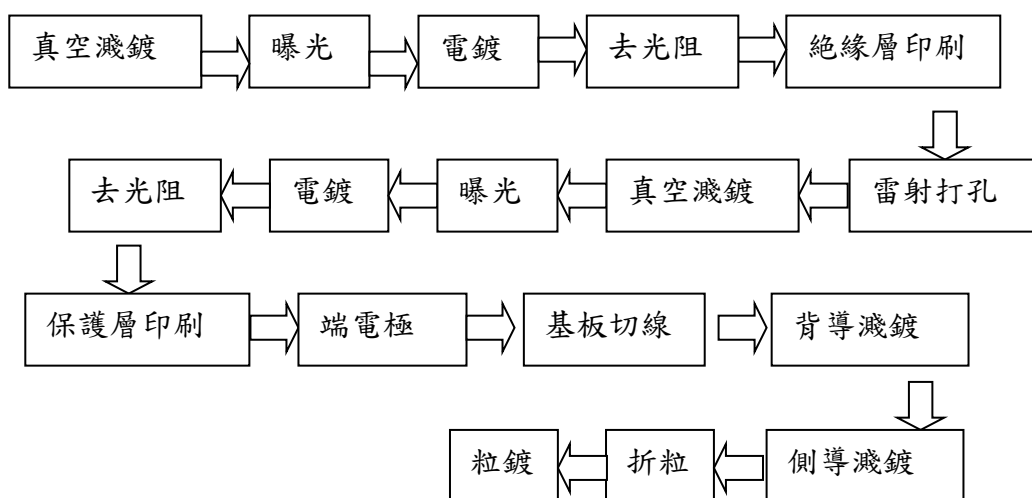 真空濺鍍 曝光 電鍍 去光阻 絕緣層印刷
去光阻 電鍍 曝光 真空濺鍍 雷射打孔
保護層印刷 端電極 基板切線 背導濺鍍
粒鍍 折粒 側導濺鍍